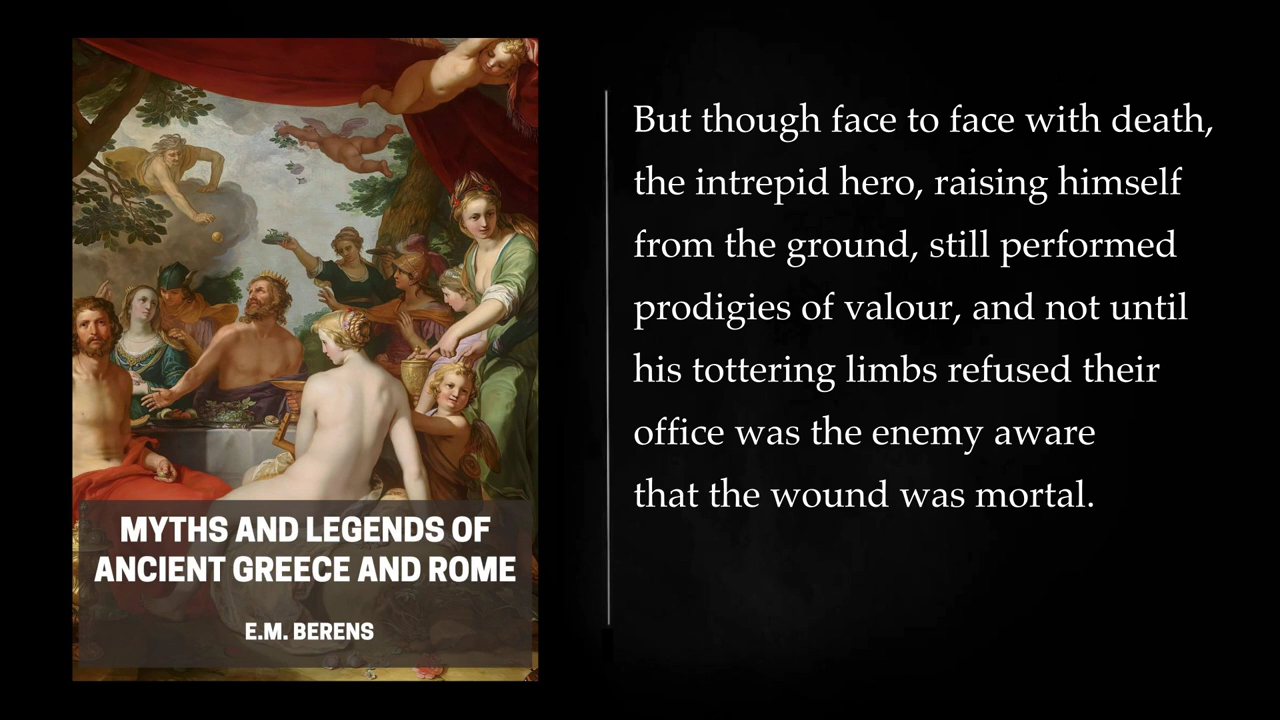 MYTHS AND LEGENDS OF
ANCIENT GREECE AND ROME
E.M. BERENS
But though face to face with death,
the intrepid hero, raising himself
from the ground, still performed
prodigies of valour, and not until
his tottering limbs refused their
office was the enemy aware
that the wound was mortal.